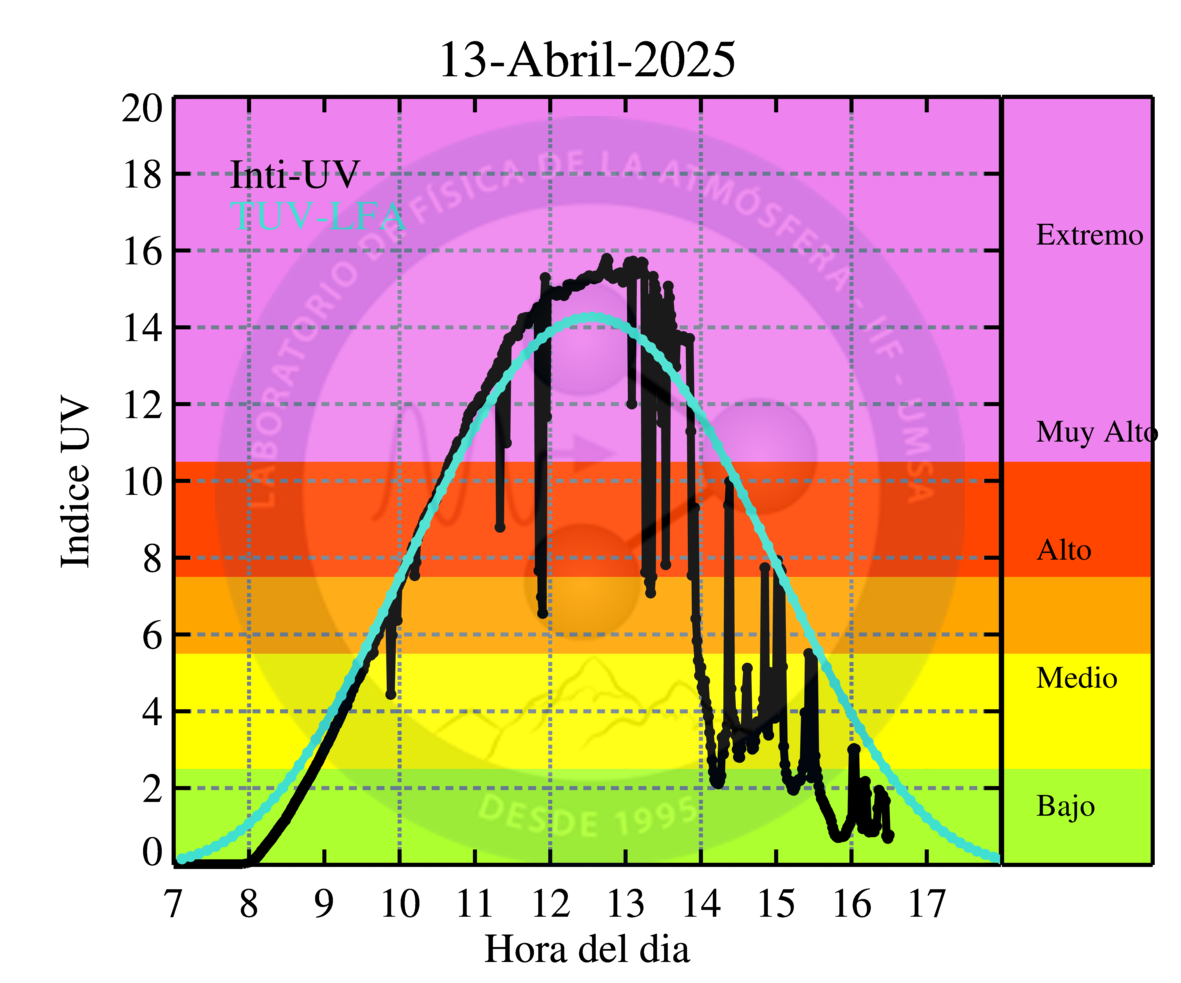 13-Abril-2025
Indice UV
20
18
16
14
12
10
8
6
4
2
0
Inti-UV
TUV-LFA
LABORATORIO DE FÍSICA DE LA ATMÓSFERA - IIF - UMSA
DESDE 1995
Extremo
Muy Alto
Alto
Medio
Bajo
7 8 9 10 11 12 13 14 15 16 17
Hora del dia